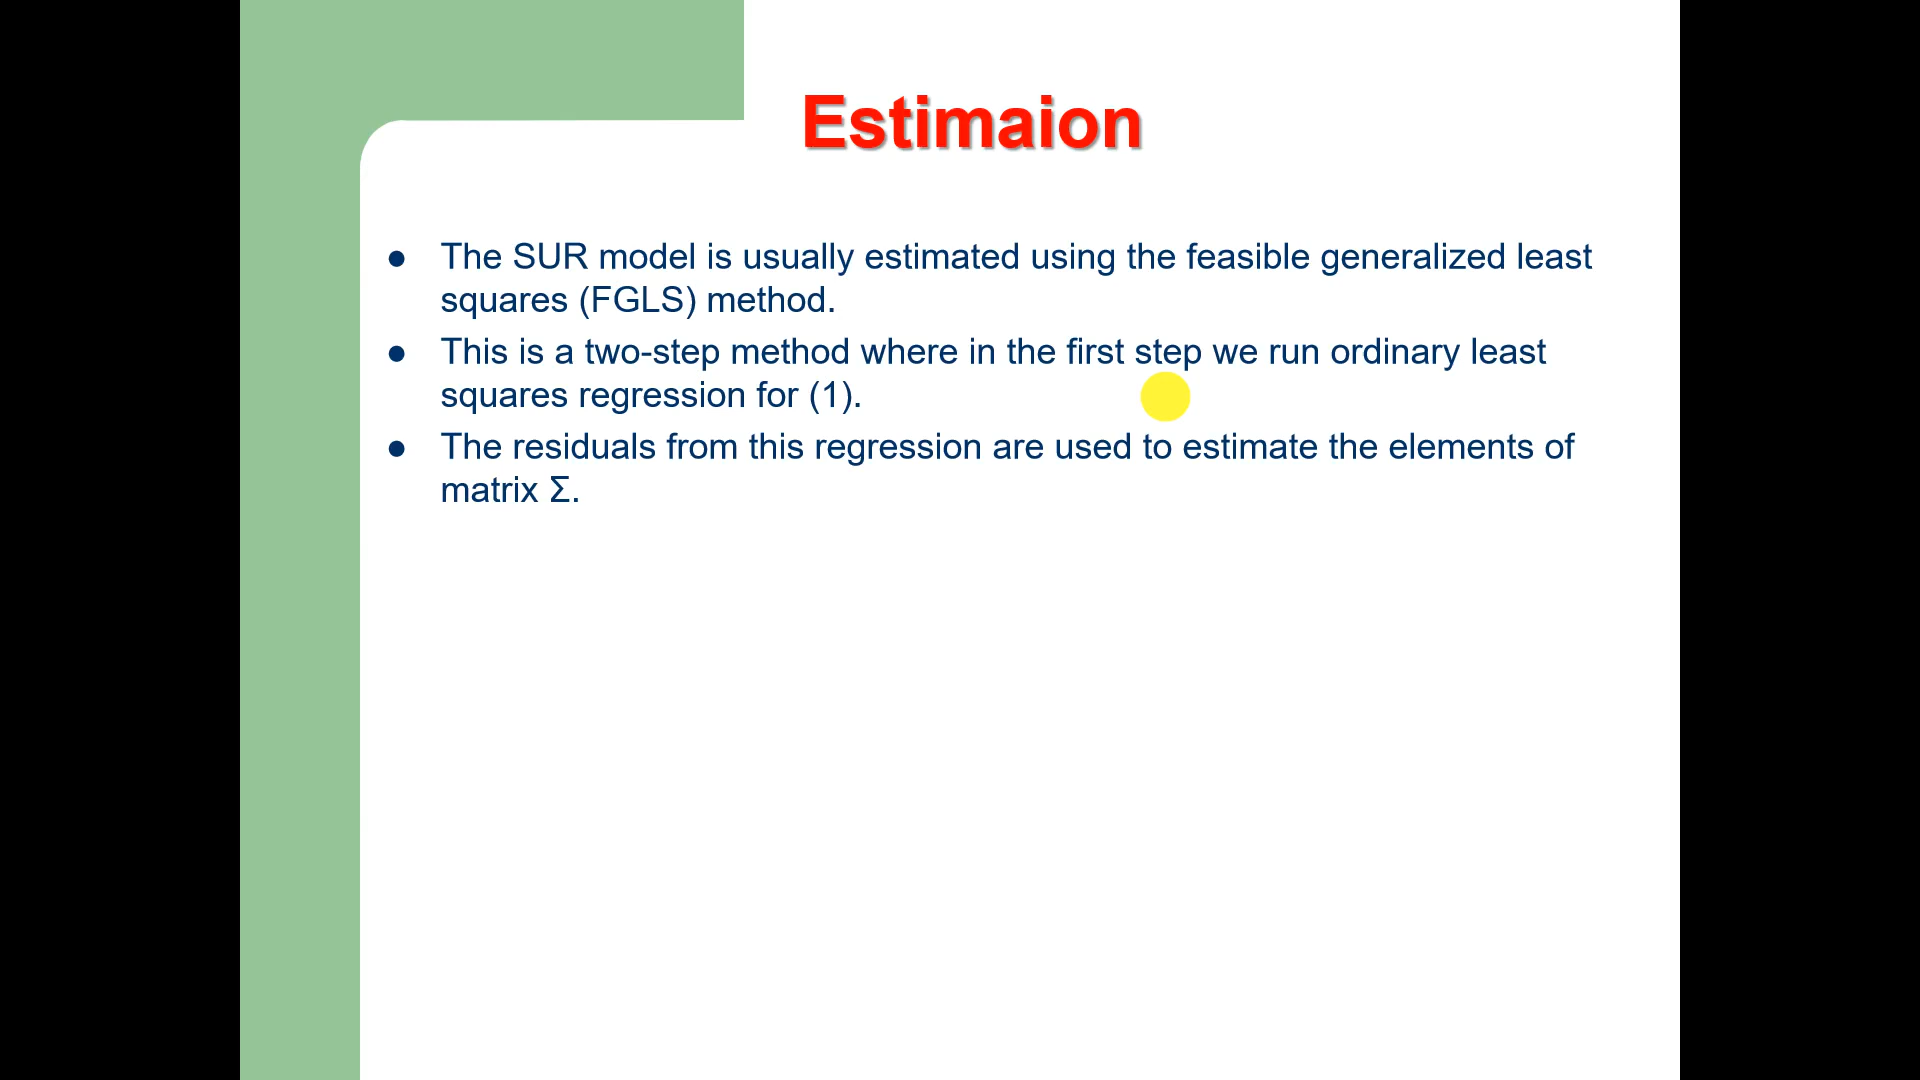 Estimaion
● The SUR model is usually estimated using the feasible generalized least
squares (FGLS) method.
● This is a two-step method where in the first step we run ordinary least
squares regression for (1).
● The residuals from this regression are used to estimate the elements of
matrix Σ.